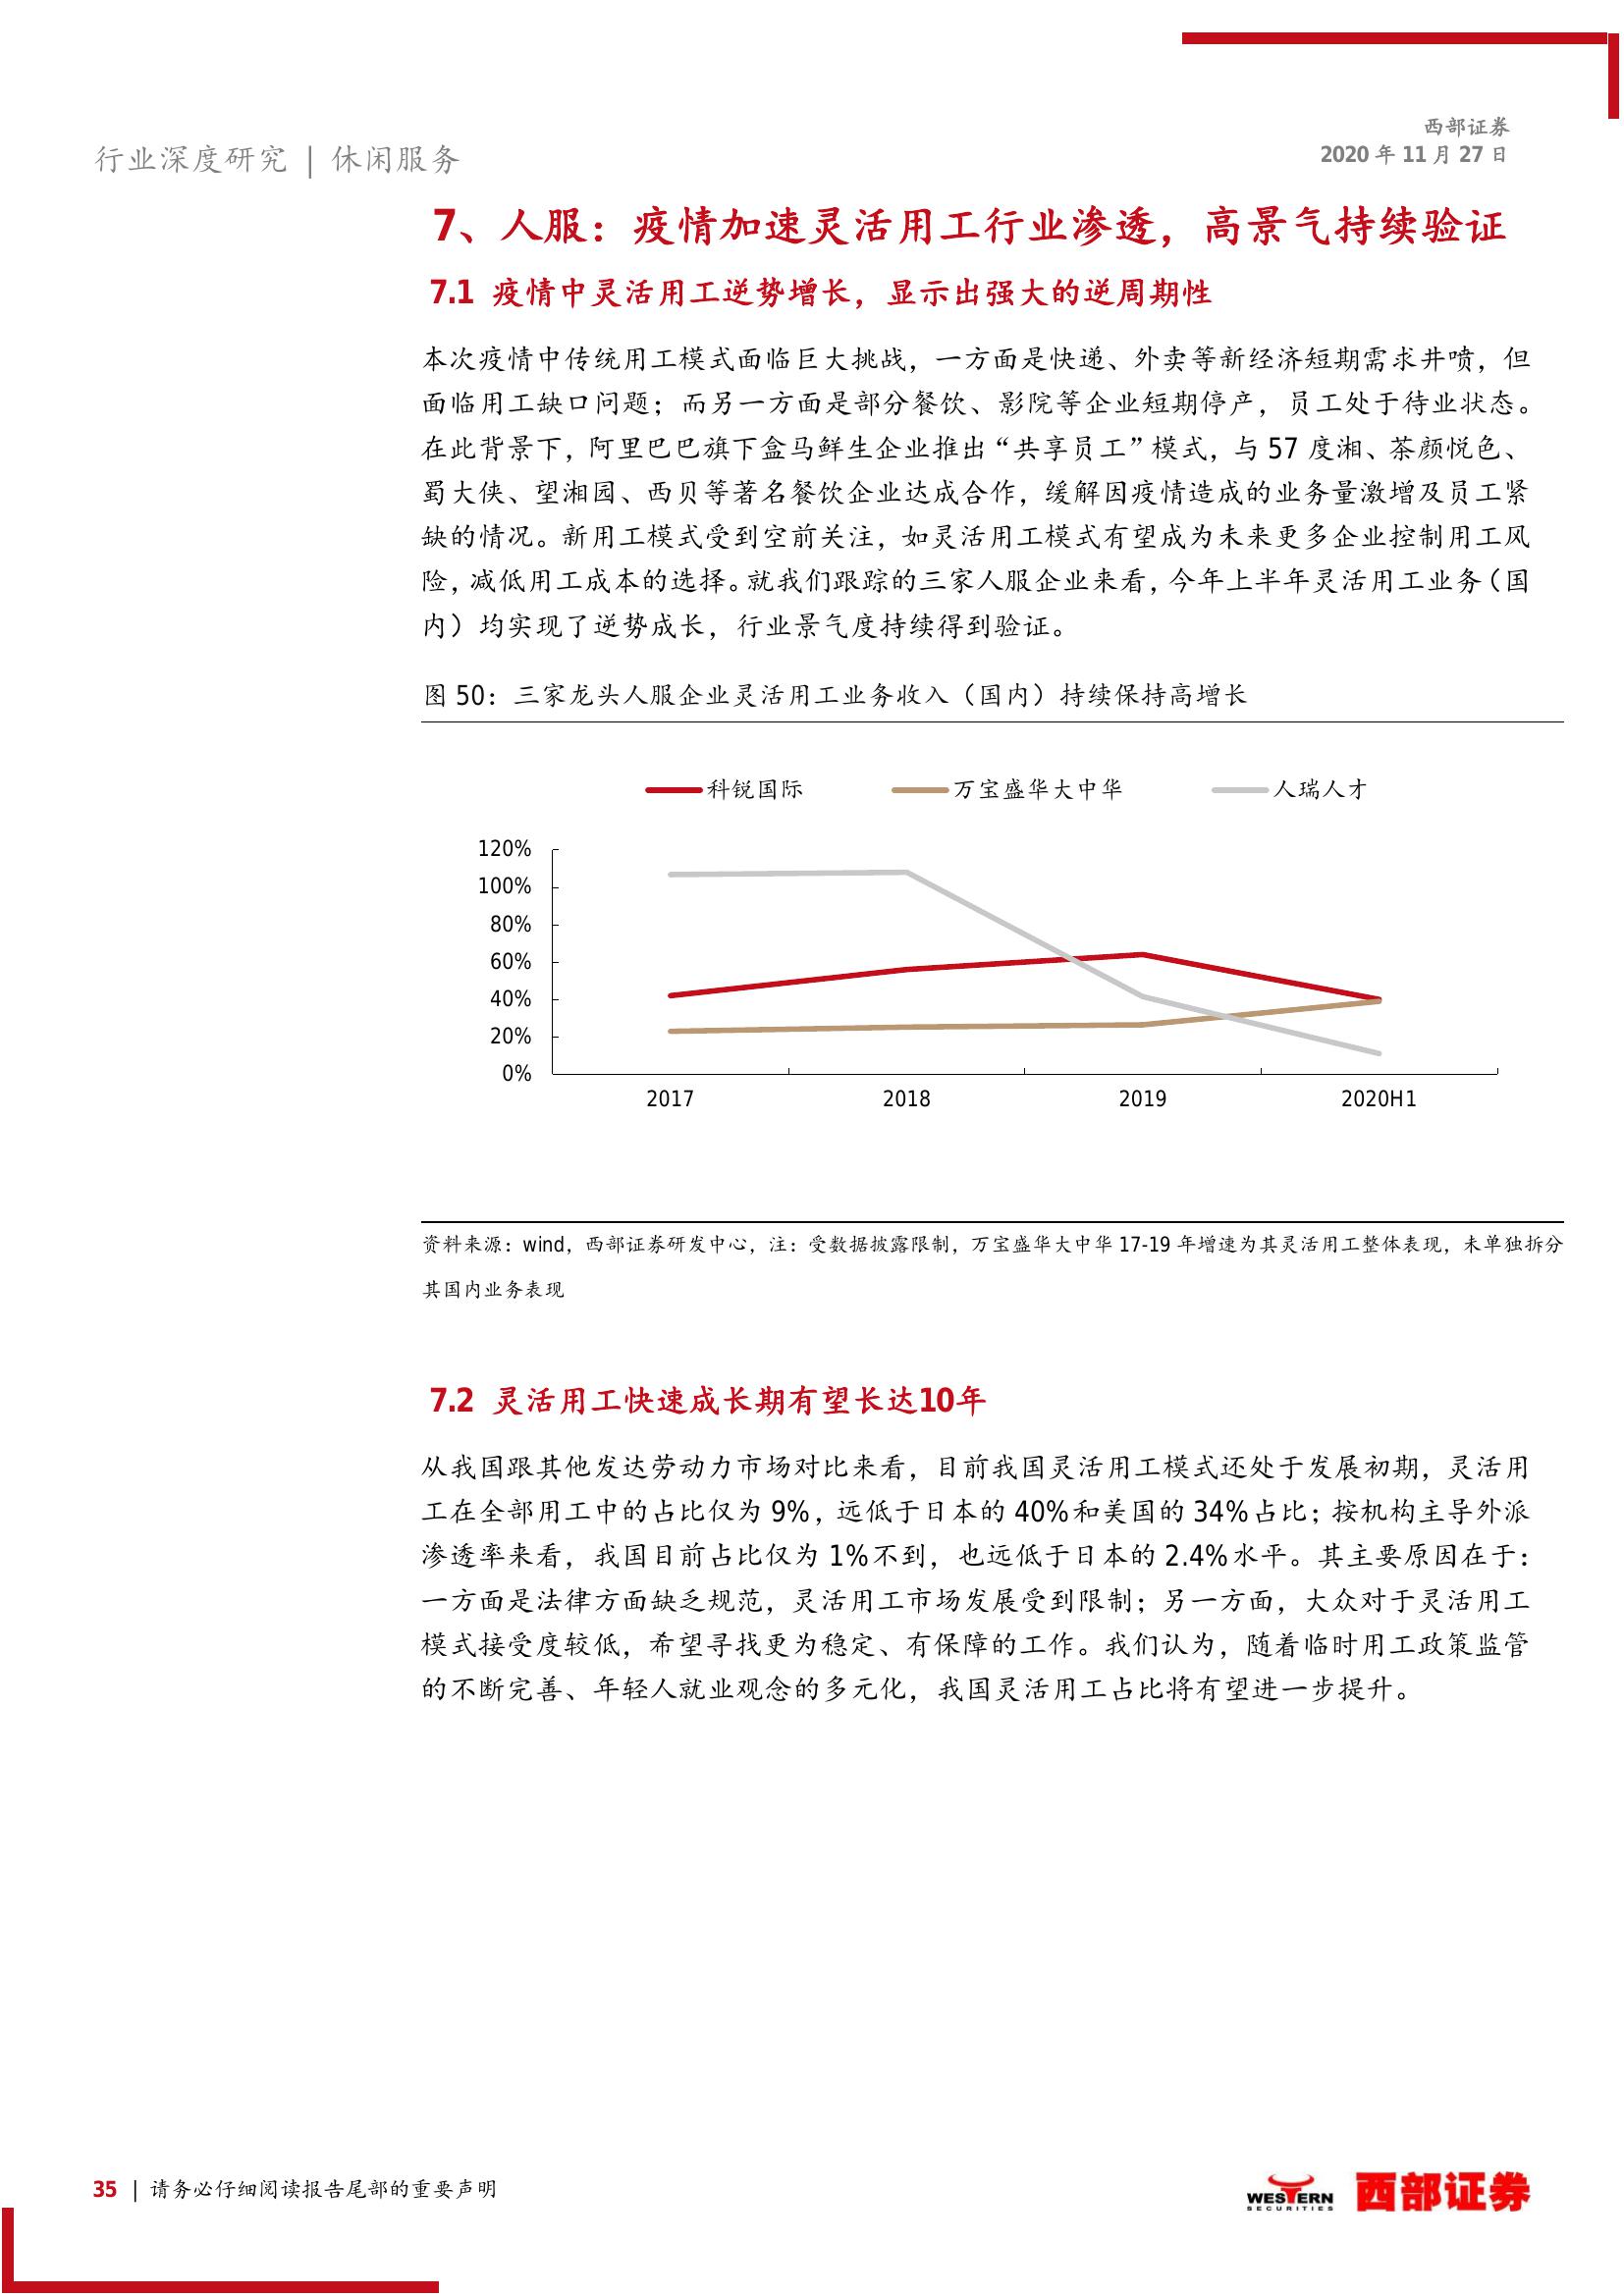 西部证券
行业深度研究 | 休闲服务
2020 年 11 月 27 日
7、人服：疫情加速灵活用工行业渗透，高景气持续验证
7.1 疫情中灵活用工逆势增长，显示出强大的逆周期性
本次疫情中传统用工模式面临巨大挑战，一方面是快递、外卖等新经济短期需求井喷，但
面临用工缺口问题；而另一方面是部分餐饮、影院等企业短期停产，员工处于待业状态。
在此背景下，阿里巴巴旗下盒马鲜生企业推出“共享员工”模式，与 57 度湘、茶颜悦色、
蜀大侠、望湘园、西贝等著名餐饮企业达成合作，缓解因疫情造成的业务量激增及员工紧
缺的情况。新用工模式受到空前关注，如灵活用工模式有望成为未来更多企业控制用工风
险，减低用工成本的选择。就我们跟踪的三家人服企业来看，今年上半年灵活用工业务（国
内）均实现了逆势成长，行业景气度持续得到验证。
图 50：三家龙头人服企业灵活用工业务收入（国内）持续保持高增长
科锐国际 万宝盛华大中华 人瑞人才
120%
100%
80%
60%
40%
20%
0%
2017 2018 2019 2020H1
资料来源：wind，西部证券研发中心，注：受数据披露限制，万宝盛华大中华 17-19 年增速为其灵活用工整体表现，未单独拆分
其国内业务表现
7.2 灵活用工快速成长期有望长达10年
从我国跟其他发达劳动力市场对比来看，目前我国灵活用工模式还处于发展初期，灵活用
工在全部用工中的占比仅为 9%，远低于日本的 40%和美国的 34%占比；按机构主导外派
渗透率来看，我国目前占比仅为 1%不到，也远低于日本的 2.4%水平。其主要原因在于：
一方面是法律方面缺乏规范，灵活用工市场发展受到限制；另一方面，大众对于灵活用工
模式接受度较低，希望寻找更为稳定、有保障的工作。我们认为，随着临时用工政策监管
的不断完善、年轻人就业观念的多元化，我国灵活用工占比将有望进一步提升。
35 | 请务必仔细阅读报告尾部的重要声明
WESTERN
SECURITIES
西部证券